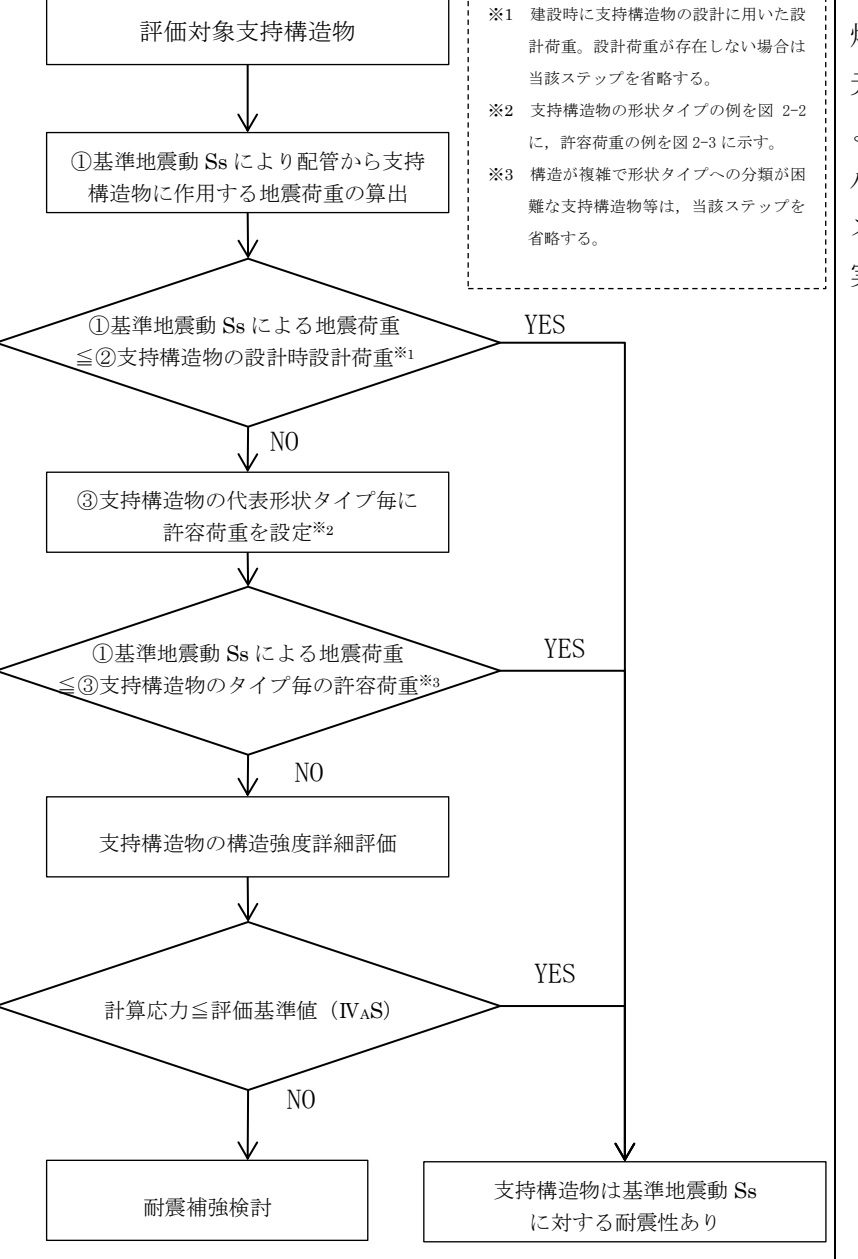 評価対象支持構造物
※1 建設時に支持構造物の設計に用いた設
計荷重。設計荷重が存在しない場合は
当該ステップを省略する。
※2 支持構造物の形状タイプの例を図 2-2
に，許容荷重の例を図 2-3 に示す。
※3 構造が複雑で形状タイプへの分類が困
難な支持構造物等は，当該ステップを
省略する。
①基準地震動 Ss により配管から支持
構造物に作用する地震荷重の算出
①基準地震動 Ss による地震荷重
≦②支持構造物の設計時設計荷重※1
YES
NO
③支持構造物の代表形状タイプ毎に
許容荷重を設定※2
①基準地震動 Ss による地震荷重
≦③支持構造物のタイプ毎の許容荷重※3
YES
NO
支持構造物の構造強度詳細評価
計算応力≦評価基準値（ⅣAS）
YES
NO
耐震補強検討
支持構造物は基準地震動 Ss
に対する耐震性あり